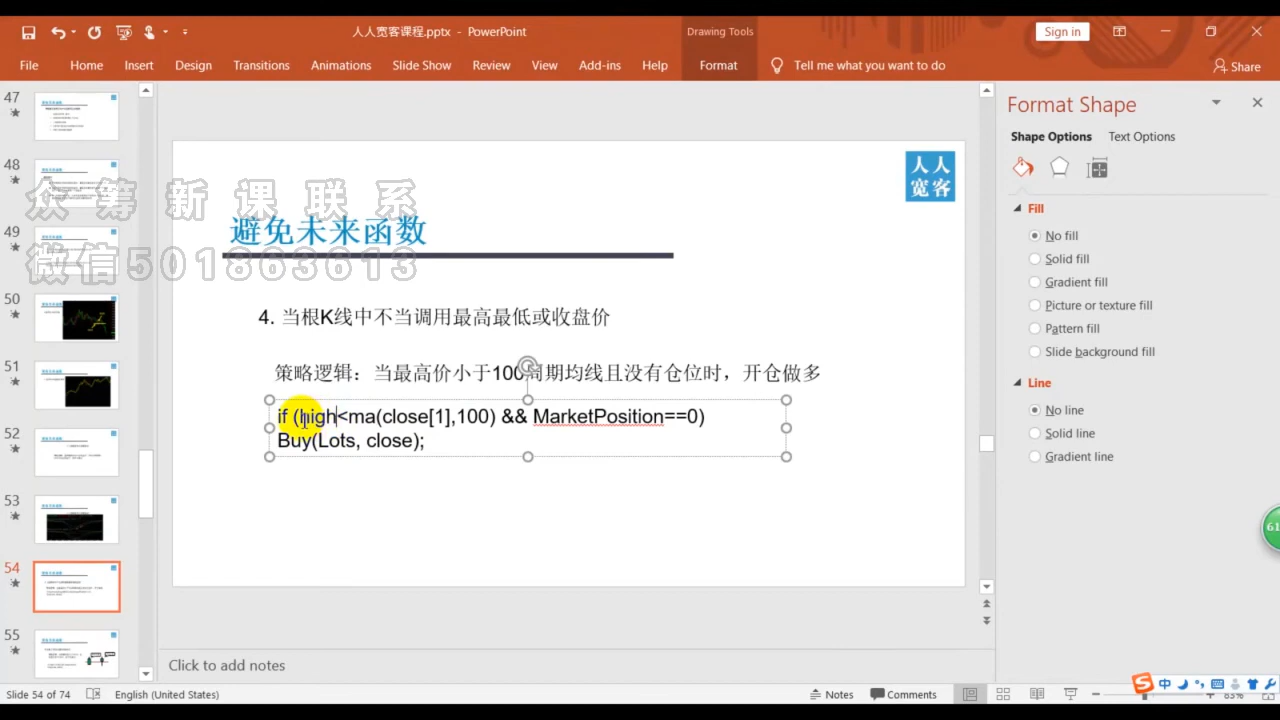 人人宽客课程.pptx - PowerPoint
Drawing Tools
Sign in
File Home Insert Design Transitions Animations Slide Show Review View Add-ins Help Format Tell me what you want to do Share
47
48
49
50
51
52
53
54
55
众筹新课联系
微信501863613
避免未来函数
人人
宽客
4. 当根K线中不当调用最高最低或收盘价
策略逻辑：当最高价小于100周期均线且没有仓位时，开仓做多
if (high<ma(close[1],100) && MarketPosition==0)
Buy(Lots, close);
Click to add notes
Format Shape
Shape Options Text Options
Fill
No fill
Solid fill
Gradient fill
Picture or texture fill
Pattern fill
Slide background fill
Line
No line
Solid line
Gradient line
61
Slide 54 of 74 English (United States) Notes Comments 83%
中